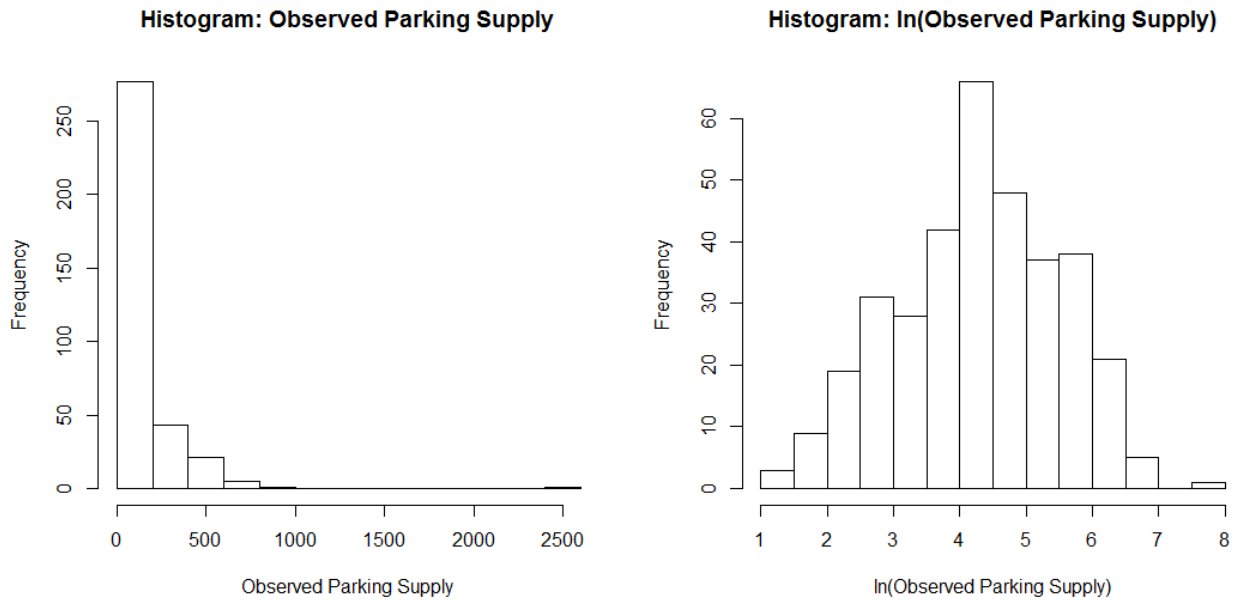 Histogram: Observed Parking Supply
Frequency
0
50
100
150
200
250
0 500 1000 1500 2000 2500
Observed Parking Supply
Histogram: ln(Observed Parking Supply)
Frequency
0
10
20
30
40
50
60
1 2 3 4 5 6 7 8
ln(Observed Parking Supply)